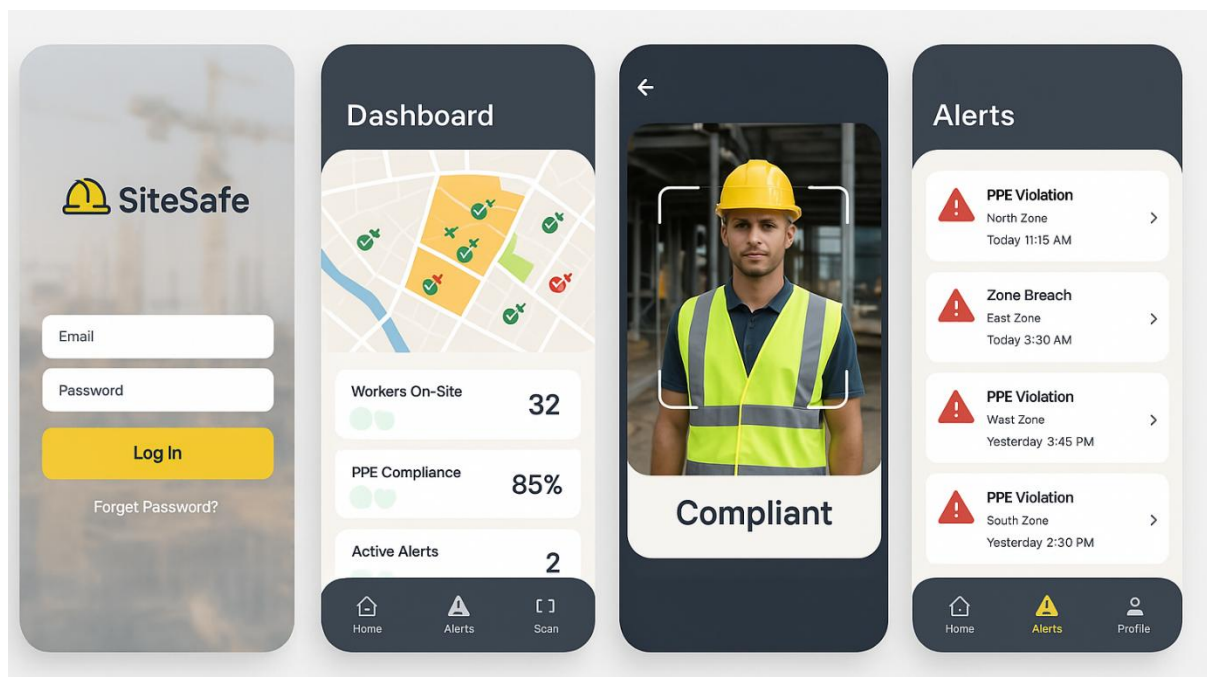 SiteSafe
Email
Password
Log In
Forget Password?
Dashboard
Workers On-Site
32
PPE Compliance
85%
Active Alerts
2
Home
Alerts
Scan
Compliant
Alerts
PPE Violation
North Zone
Today 11:15 AM
Zone Breach
East Zone
Today 3:30 AM
PPE Violation
Wast Zone
Yesterday 3:45 PM
PPE Violation
South Zone
Yesterday 2:30 PM
Home
Alerts
Profile